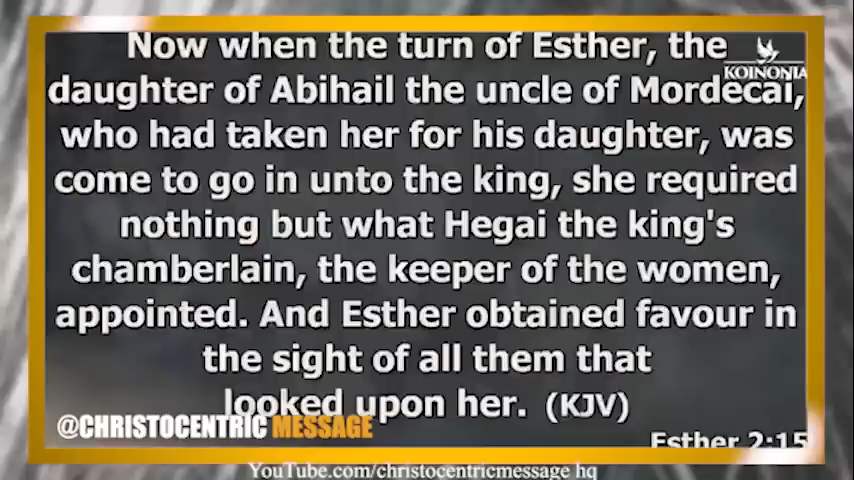 Now when the turn of Esther, the
KOINONIA
daughter of Abihail the uncle of Mordecai,
who had taken her for his daughter, was
come to go in unto the king, she required
nothing but what Hegai the king's
chamberlain, the keeper of the women,
appointed. And Esther obtained favour in
the sight of all them that
looked upon her. (KJV)
@CHRISTOCENTRIC MESSAGE
Esther 2:15
YouTube.com/christocentricmessage hq